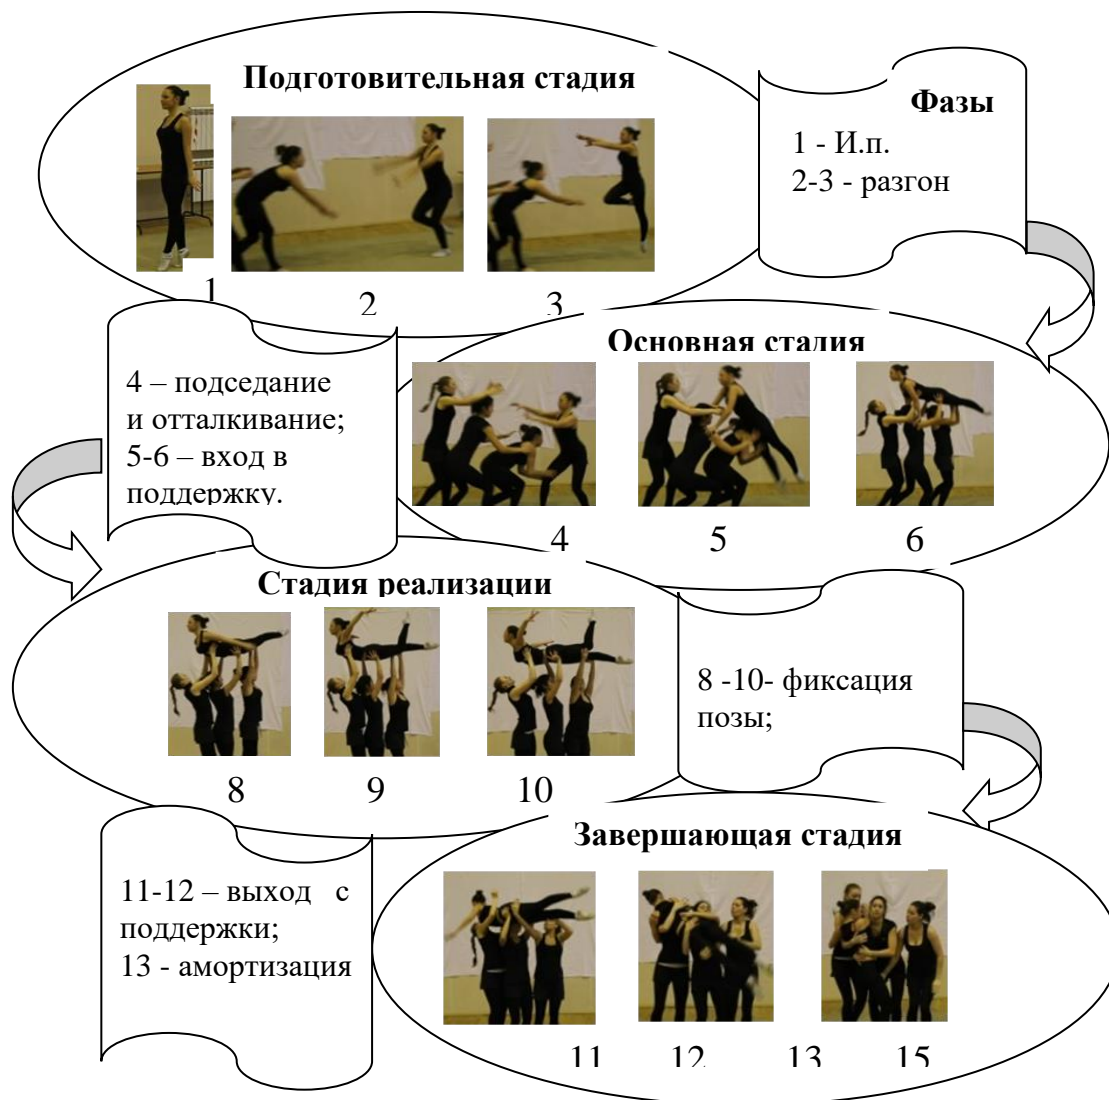 Подготовительная стадия
Фазы
1 - И.п.
2-3 - разгон
1 2 3
Основная стадия
4 – подседание
и отталкивание;
5-6 – вход в
поддержку.
4 5 6
Стадия реализации
8 -10- фиксация
позы;
8 9 10
Завершающая стадия
11-12 – выход с
поддержки;
13 - амортизация
11 12 13 15